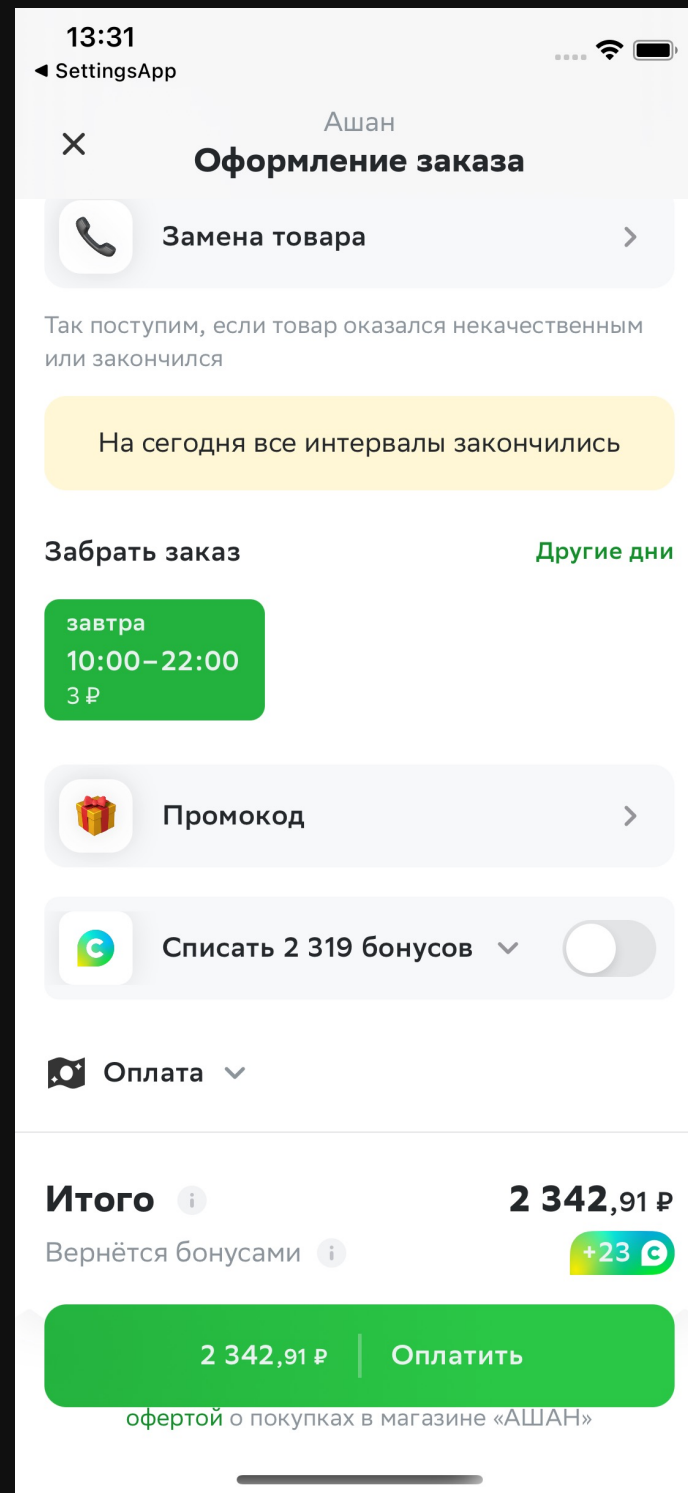 13:31
◀ SettingsApp
Ашан
Оформление заказа
Замена товара
Так поступим, если товар оказался некачественным
или закончился
На сегодня все интервалы закончились
Забрать заказ
Другие дни
завтра
10:00–22:00
3 ₽
Промокод
Списать 2 319 бонусов
Оплата
Итого
2 342,91 ₽
Вернётся бонусами
+23
2 342,91 ₽
Оплатить
офертой о покупках в магазине «АШАН»